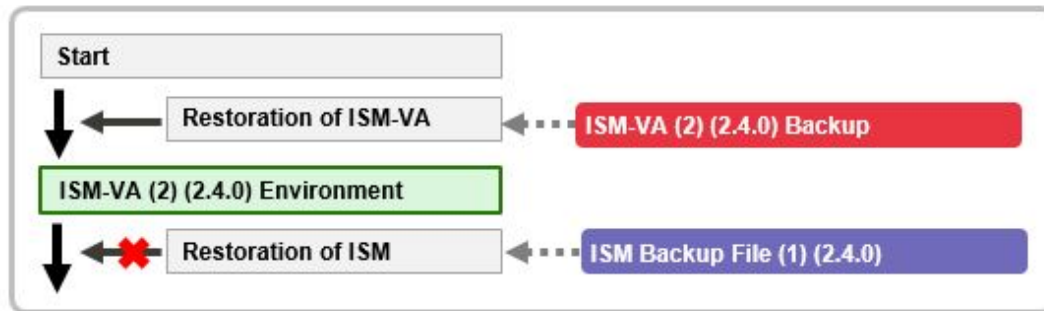 Start
Restoration of ISM-VA
ISM-VA (2) (2.4.0) Backup
ISM-VA (2) (2.4.0) Environment
Restoration of ISM
ISM Backup File (1) (2.4.0)